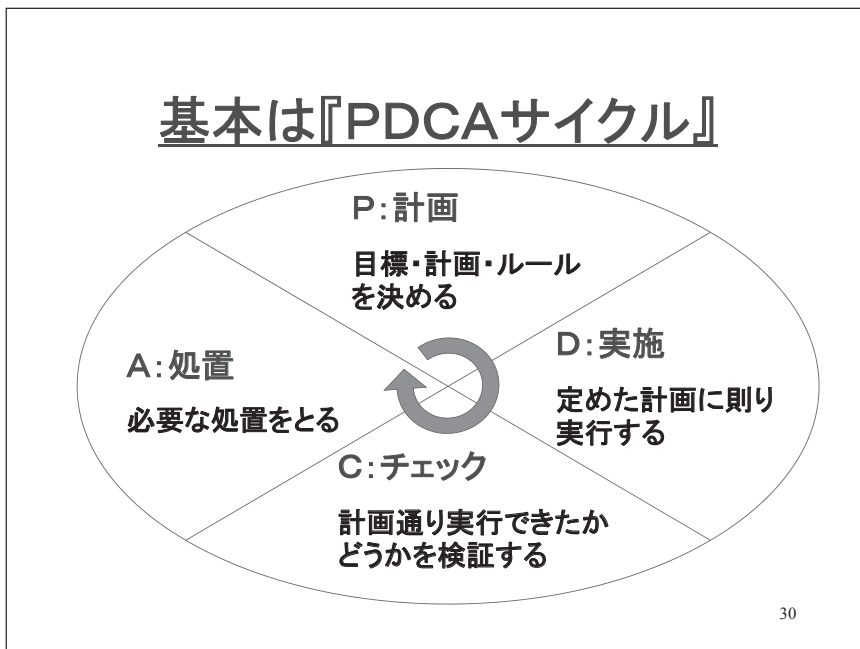 基本は『PDCAサイクル』
P:計画
目標・計画・ルール
を決める
D:実施
定めた計画に則り
実行する
C:チェック
計画通り実行できたか
どうかを検証する
A:処置
必要な処置をとる
30